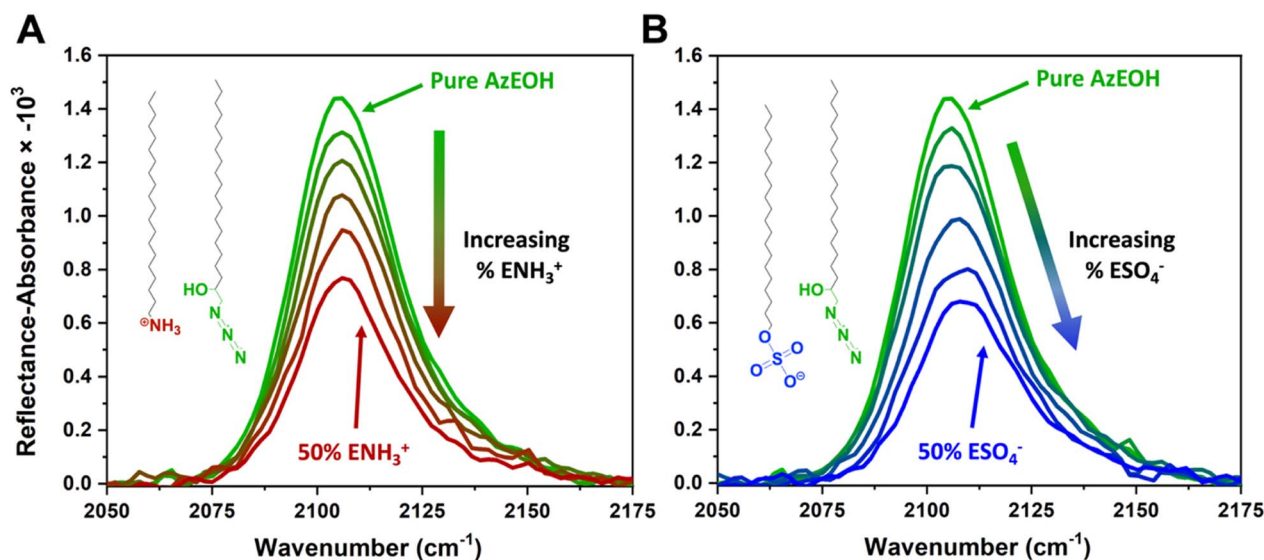 A
1.6
1.4
1.2
1.0
0.8
0.6
0.4
0.2
0.0
2050
2075
2100
2125
2150
2175
Reflectance-Absorbance × -10³
Wavenumber (cm⁻¹)
Pure AzEOH
Increasing
% ENH₃⁺
50% ENH₃⁺
HO
N
N
N
⊕NH₃
B
1.6
1.4
1.2
1.0
0.8
0.6
0.4
0.2
0.0
2050
2075
2100
2125
2150
2175
Wavenumber (cm⁻¹)
Pure AzEOH
Increasing
% ESO₄⁻
50% ESO₄⁻
HO
N
N
N
O
O
S
O
O⊖